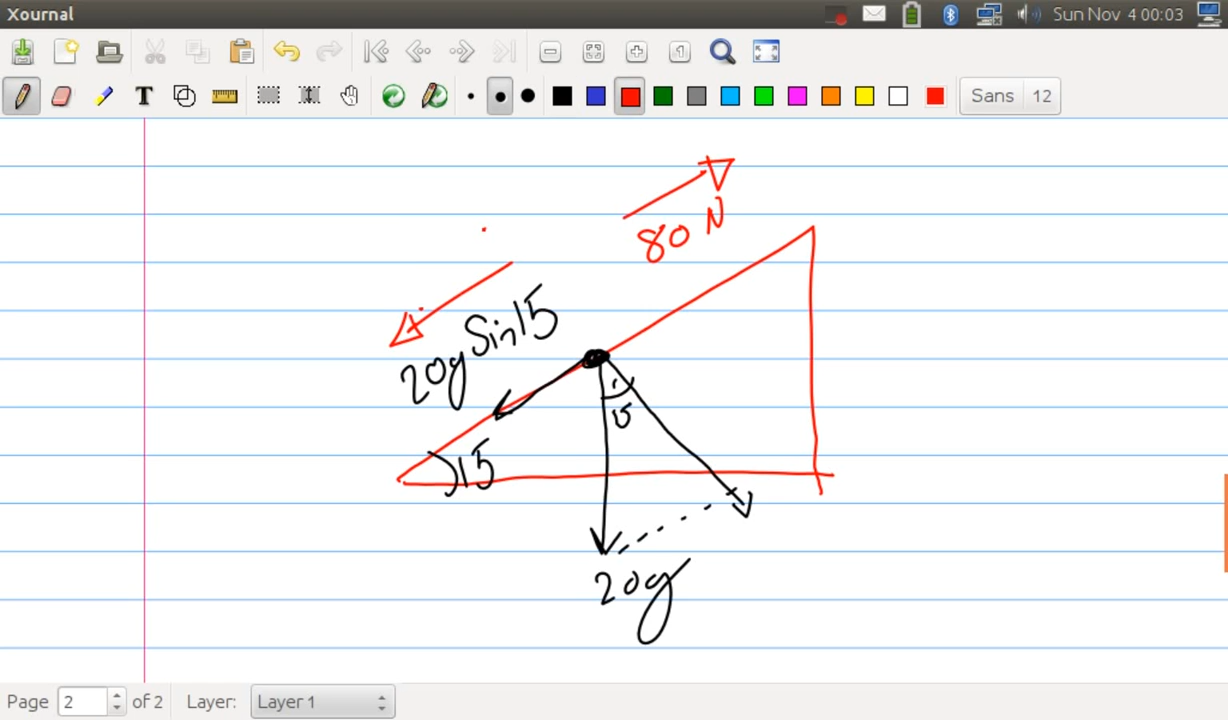 Xournal
Sun Nov 4 00:03
T
Sans 12
80 N
20g Sin15
15
15
20g
Page 2 of 2 Layer: Layer 1